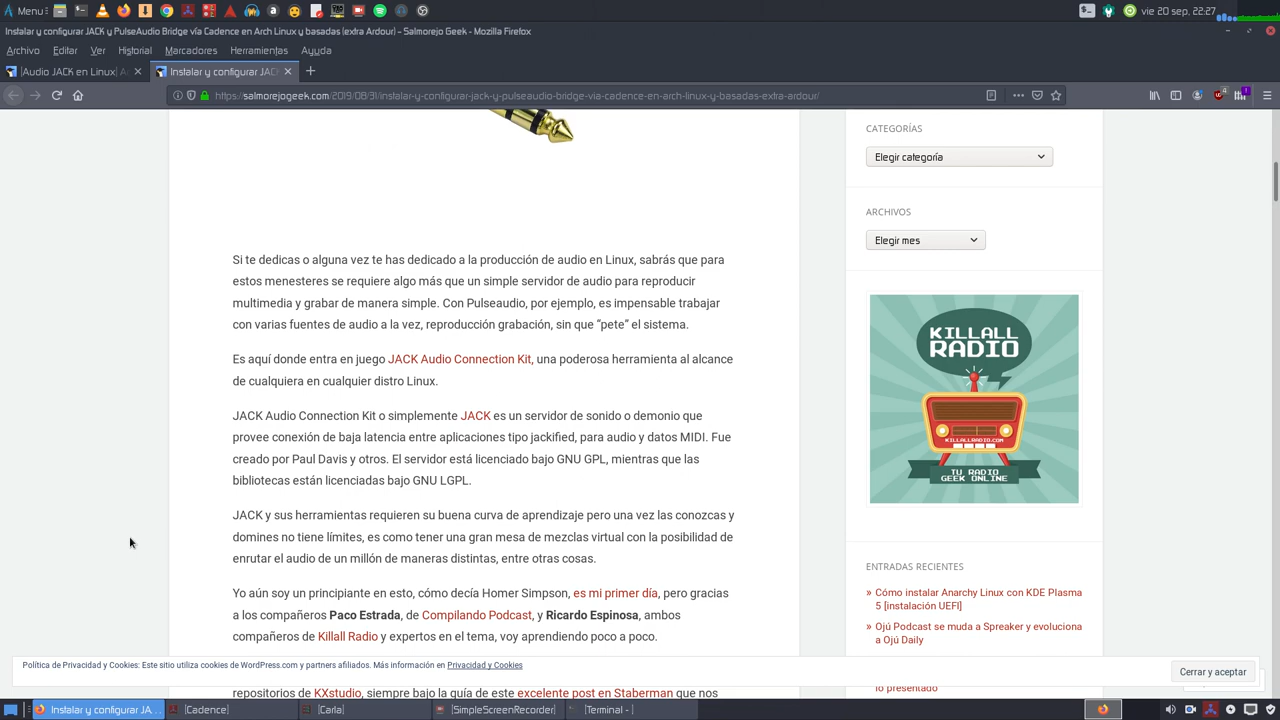 Menu
vie 20 sep, 22:27
Instalar y configurar JACK y PulseAudio Bridge vía Cadence en Arch Linux y basadas (extra Ardour) – Salmorejo Geek - Mozilla Firefox
Archivo Editar Ver Historial Marcadores Herramientas Ayuda
[Audio JACK en Linux] A
Instalar y configurar JAC
https://salmorejogeek.com/2019/08/31/instalar-y-configurar-jack-y-pulseaudio-bridge-via-cadence-en-arch-linux-y-basadas-extra-ardour/
Si te dedicas o alguna vez te has dedicado a la producción de audio en Linux, sabrás que para
estos menesteres se requiere algo más que un simple servidor de audio para reproducir
multimedia y grabar de manera simple. Con Pulseaudio, por ejemplo, es impensable trabajar
con varias fuentes de audio a la vez, reproducción grabación, sin que “pete” el sistema.
Es aquí donde entra en juego JACK Audio Connection Kit, una poderosa herramienta al alcance
de cualquiera en cualquier distro Linux.
JACK Audio Connection Kit o simplemente JACK es un servidor de sonido o demonio que
provee conexión de baja latencia entre aplicaciones tipo jackified, para audio y datos MIDI. Fue
creado por Paul Davis y otros. El servidor está licenciado bajo GNU GPL, mientras que las
bibliotecas están licenciadas bajo GNU LGPL.
JACK y sus herramientas requieren su buena curva de aprendizaje pero una vez las conozcas y
domines no tiene límites, es como tener una gran mesa de mezclas virtual con la posibilidad de
enrutar el audio de un millón de maneras distintas, entre otras cosas.
Yo aún soy un principiante en esto, cómo decía Homer Simpson, es mi primer día, pero gracias
a los compañeros Paco Estrada, de Compilando Podcast, y Ricardo Espinosa, ambos
compañeros de Killall Radio y expertos en el tema, voy aprendiendo poco a poco.
repositorios de KXstudio, siempre bajo la guía de este excelente post en Staberman que nos
CATEGORÍAS
Elegir categoría
ARCHIVOS
Elegir mes
KILLALL
RADIO
KILLALLRADIO.COM
TU RADIO
GEEK ONLINE
ENTRADAS RECIENTES
» Cómo instalar Anarchy Linux con KDE Plasma
5 [instalación UEFI]
» Ojú Podcast se muda a Spreaker y evoluciona
a Ojú Daily
lo presentado
Política de Privacidad y Cookies: Este sitio utiliza cookies de WordPress.com y partners afiliados. Más información en Privacidad y Cookies
Cerrar y aceptar
Instalar y configurar JA...
[Cadence]
[Carla]
[SimpleScreenRecorder]
[Terminal - ]